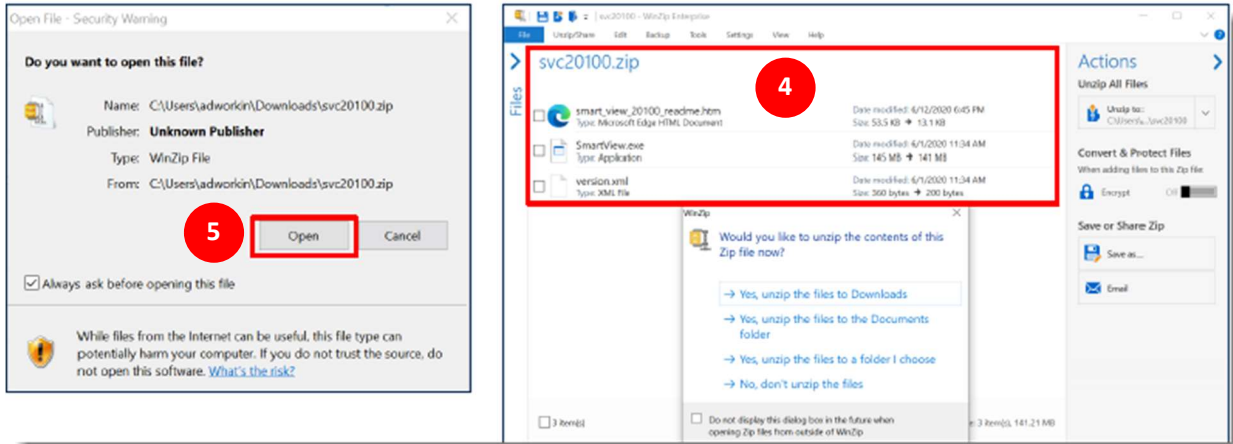 Open File - Security Warning
Do you want to open this file?
Name: C:\Users\adworkin\Downloads\svc20100.zip
Publisher: Unknown Publisher
Type: WinZip File
From: C:\Users\adworkin\Downloads\svc20100.zip
5
Open
Cancel
Always ask before opening this file
While files from the Internet can be useful, this file type can
potentially harm your computer. If you do not trust the source, do
not open this software. What's the risk?
svc20100 - WinZip Enterprise
File Unzip/Share Edit Backup Tools Settings View Help
Files
svc20100.zip
4
smart_view_20100_readme.htm
Type: Microsoft Edge HTML Document
Date modified: 6/12/2020 6:45 PM
Size: 53.5 KB → 13.1 KB
SmartView.exe
Type: Application
Date modified: 6/1/2020 11:34 AM
Size: 145 MB → 141 MB
version.xml
Type: XML File
Date modified: 6/1/2020 11:34 AM
Size: 360 bytes → 200 bytes
WinZip
Would you like to unzip the contents of this
Zip file now?
→ Yes, unzip the files to Downloads
→ Yes, unzip the files to the Documents
folder
→ Yes, unzip the files to a folder I choose
→ No, don't unzip the files
Do not display this dialog box in the future when
opening Zip files from outside of WinZip
3 item(s)
3 item(s), 141.21 MB
Actions
Unzip All Files
Unzip to:
Convert & Protect Files
When adding files to this Zip file
Encrypt Off
Save or Share Zip
Save as...
Email